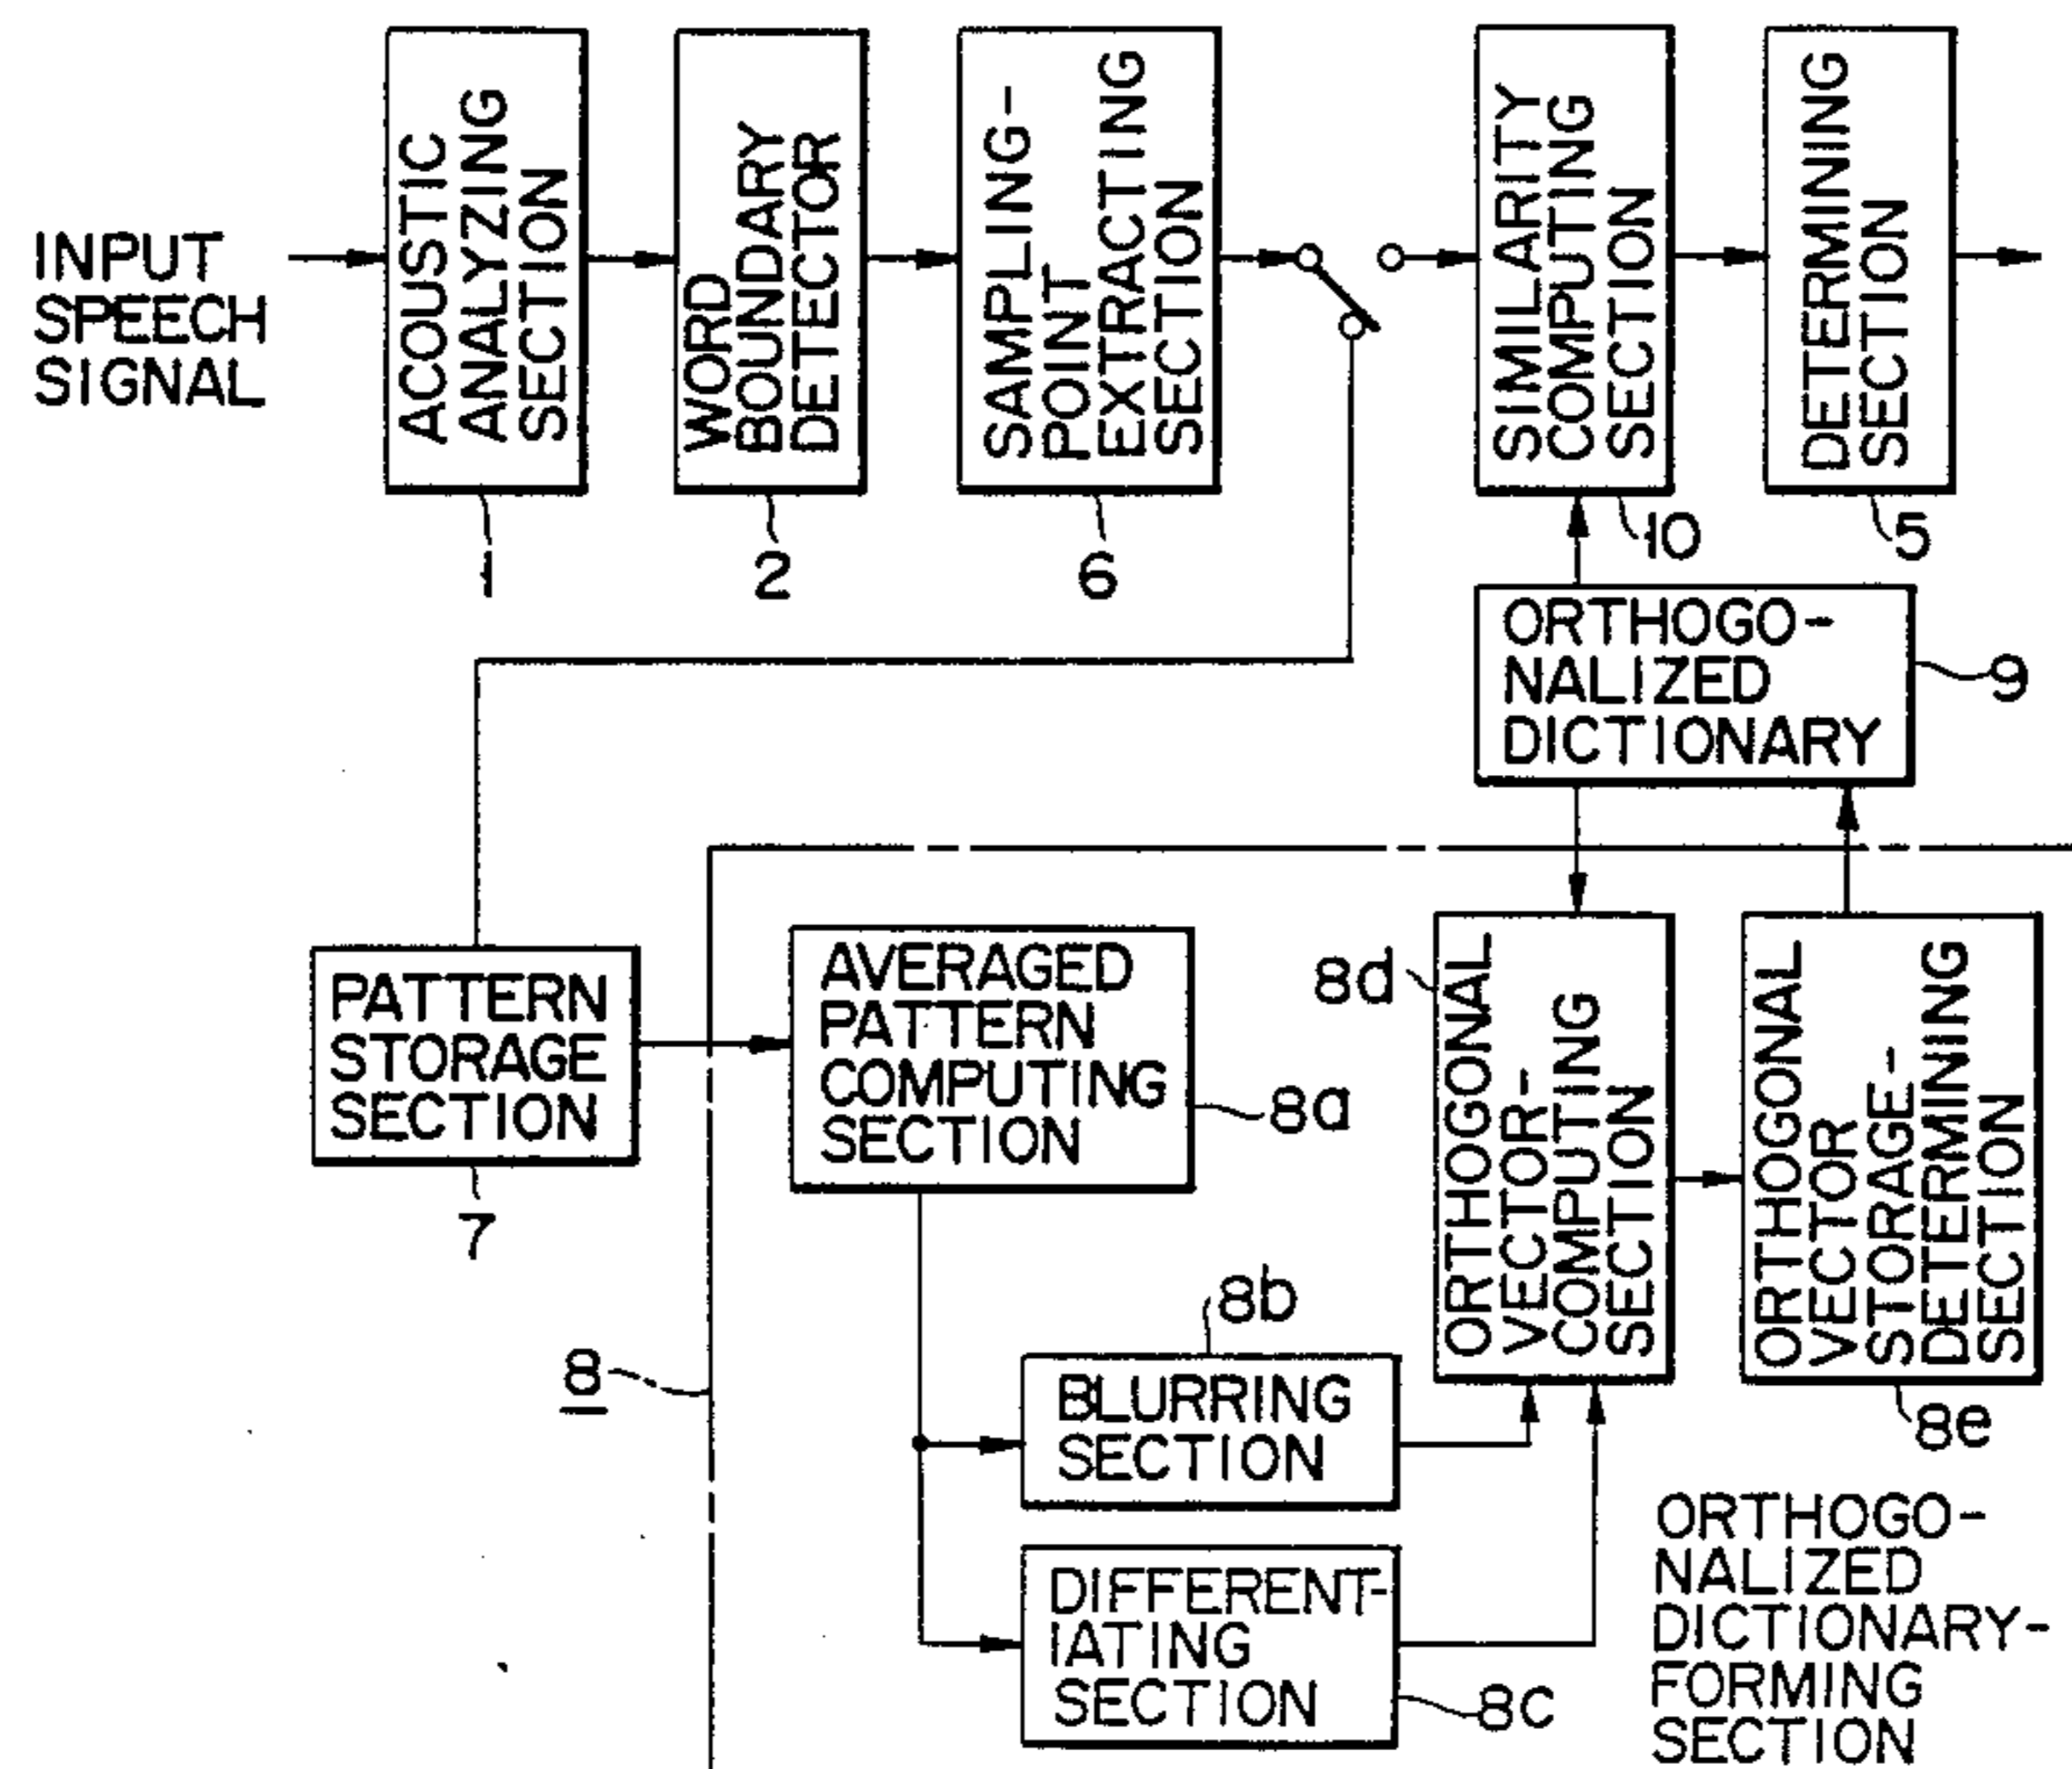 INPUT
SPEECH
SIGNAL
ACOUSTIC
ANALYZING
SECTION
1
WORD
BOUNDARY
DETECTOR
2
SAMPLING-
POINT
EXTRACTING
SECTION
6
SIMILARITY
COMPUTING
SECTION
10
DETERMINING
SECTION
5
ORTHOGO-
NALIZED
DICTIONARY
9
PATTERN
STORAGE
SECTION
7
AVERAGED
PATTERN
COMPUTING
SECTION
8a
8d
ORTHOGONAL
VECTOR-
COMPUTING
SECTION
ORTHOGONAL
VECTOR
STORAGE-
DETERMINING
SECTION
8e
8
8b
BLURRING
SECTION
DIFFERENT-
IATING
SECTION
8c
ORTHOGO-
NALIZED
DICTIONARY-
FORMING
SECTION